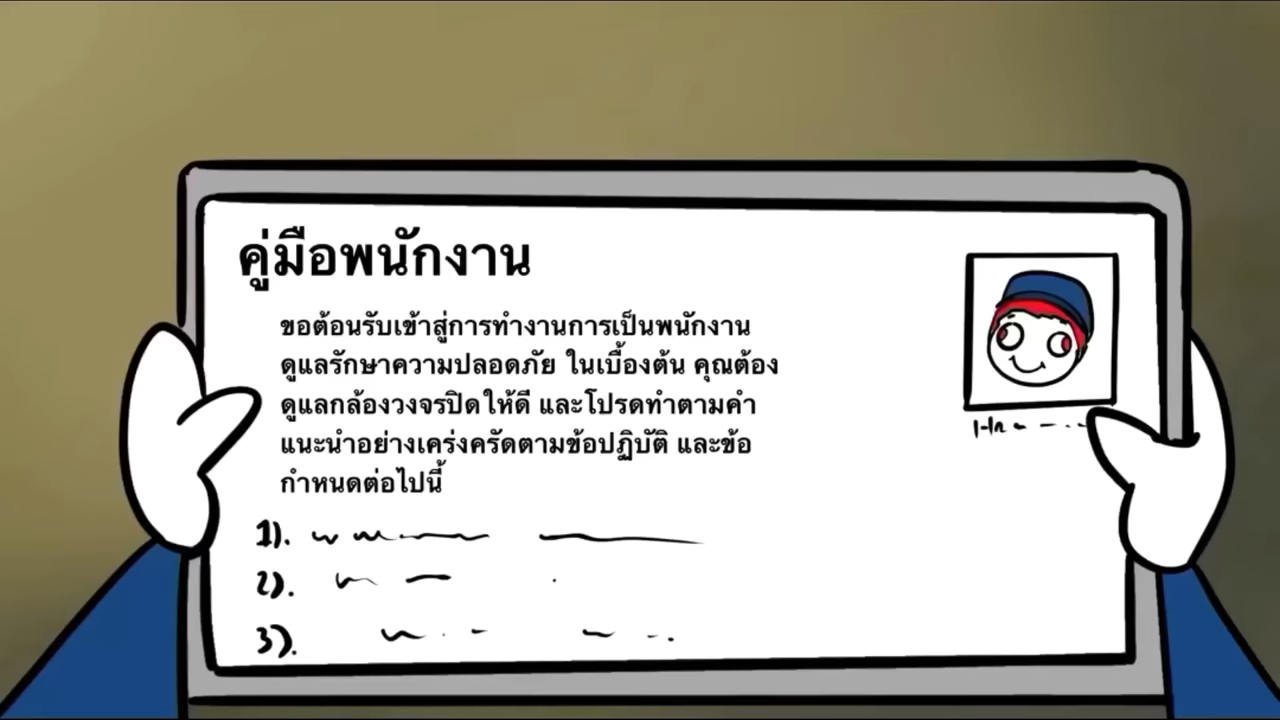 คู่มือพนักงาน
ขอต้อนรับเข้าสู่การทำงานการเป็นพนักงาน
ดูแลรักษาความปลอดภัย ในเบื้องต้น คุณต้อง
ดูแลกล้องวงจรปิดให้ดี และโปรดทำตามคำ
แนะนำอย่างเคร่งครัดตามข้อปฏิบัติ และข้อ
กำหนดต่อไปนี้
1).
2).
3).